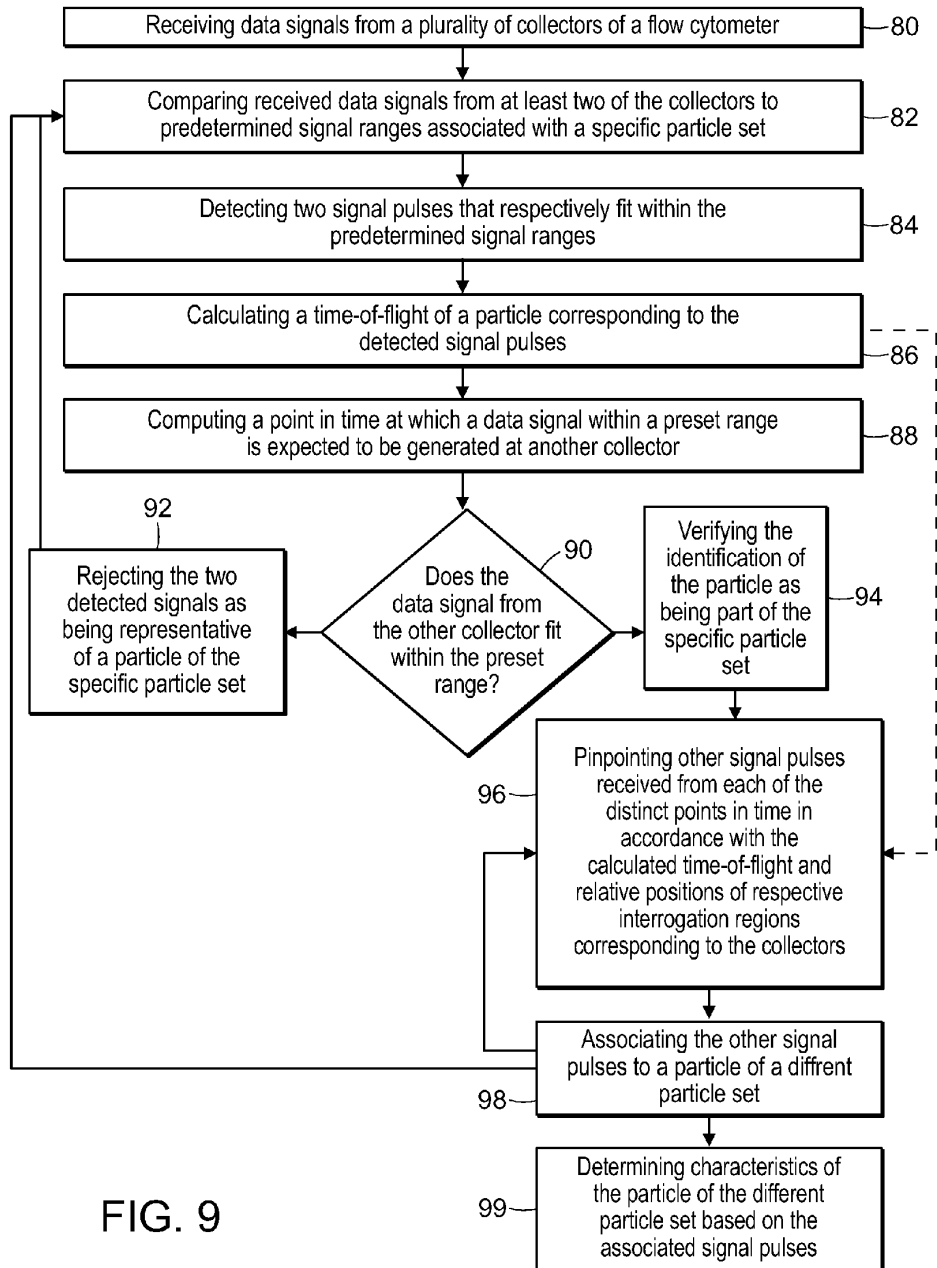 Receiving data signals from a plurality of collectors of a flow cytometer
80
Comparing received data signals from at least two of the collectors to
predetermined signal ranges associated with a specific particle set
82
Detecting two signal pulses that respectively fit within the
predetermined signal ranges
84
Calculating a time-of-flight of a particle corresponding to the
detected signal pulses
86
Computing a point in time at which a data signal within a preset range
is expected to be generated at another collector
88
92
Rejecting the two
detected signals as
being representative
of a particle of the
specific particle set
90
Does the
data signal from
the other collector fit
within the preset
range?
Verifying the
identification of
the particle as
being part of the
specific particle
set
94
96
Pinpointing other signal pulses
received from each of the
distinct points in time in
accordance with the
calculated time-of-flight and
relative positions of respective
interrogation regions
corresponding to the collectors
Associating the other signal
pulses to a particle of a diffrent
particle set
98
99
Determining characteristics of
the particle of the different
particle set based on the
associated signal pulses
FIG. 9